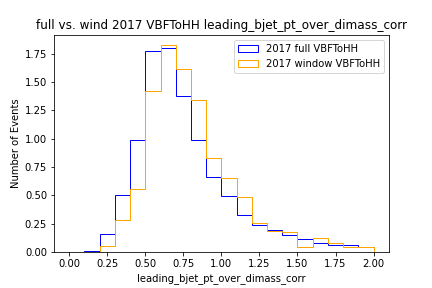 full vs. wind 2017 VBFToHH leading_bjet_pt_over_dimass_corr
2017 full VBFToHH
2017 window VBFToHH
Number of Events
1.75
1.50
1.25
1.00
0.75
0.50
0.25
0.00
0.00 0.25 0.50 0.75 1.00 1.25 1.50 1.75 2.00
leading_bjet_pt_over_dimass_corr